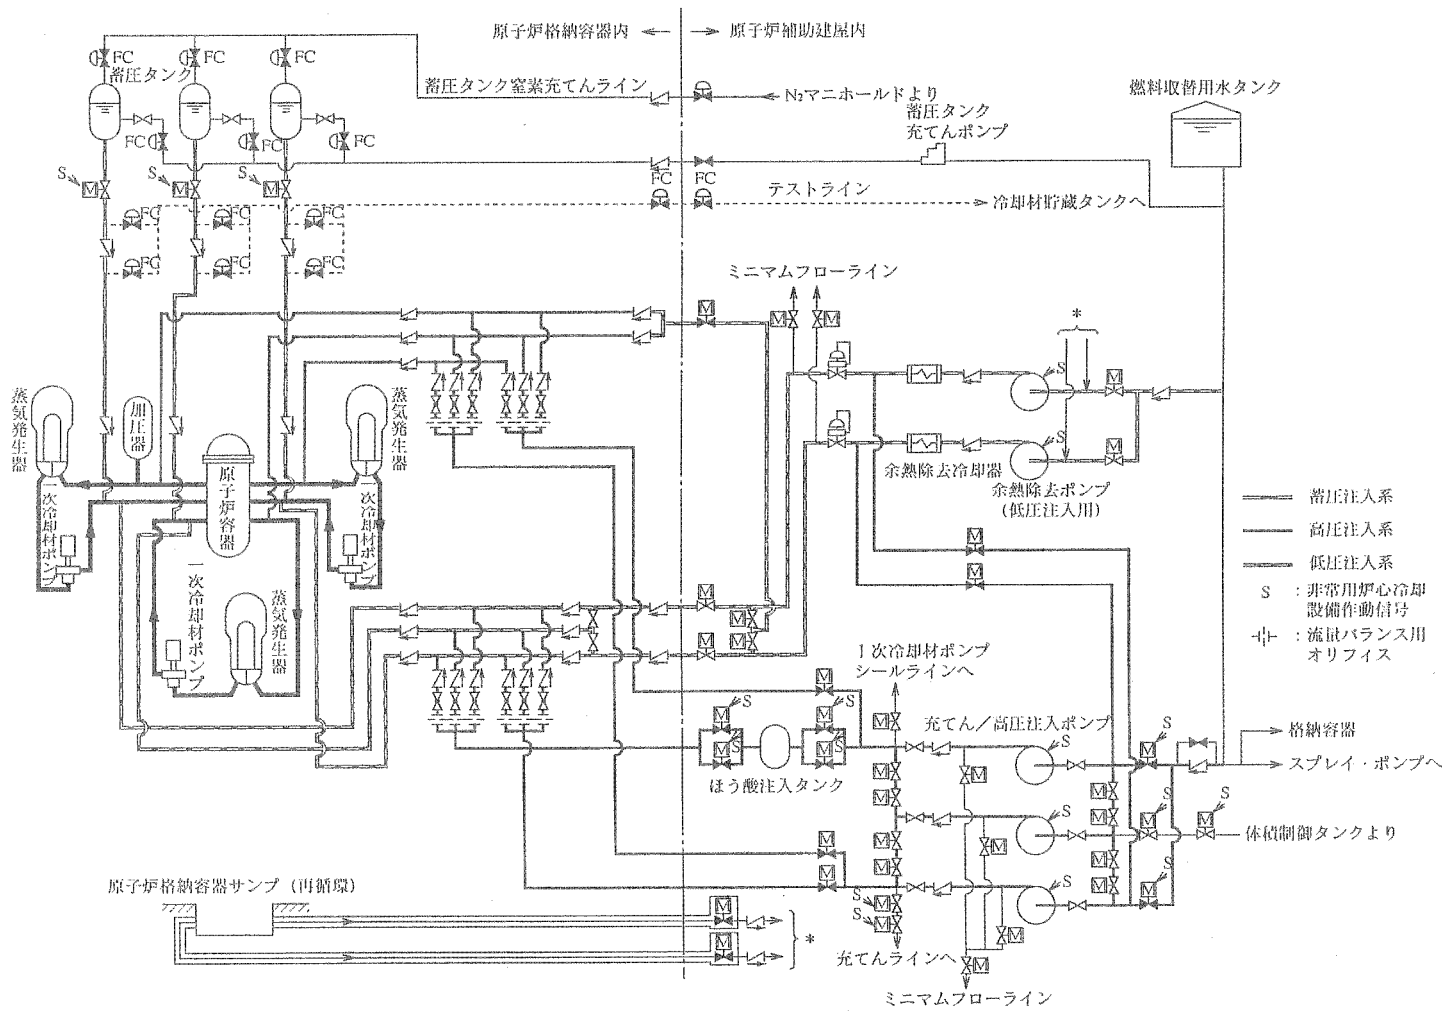 原子炉格納容器内
原子炉補助建屋内
FC
FC
FC
蓄圧タンク
蓄圧タンク窒素充てんライン
N₂マニホールドより
蓄圧タンク
充てんポンプ
燃料取替用水タンク
FC
FC
FC
S
M
S
M
S
M
FC
FC
テストライン
冷却材貯蔵タンクへ
FC
FC
FC
FC
FC
FC
ミニマムフローライン
M
M
M
*
S
M
S
M
蒸気発生器
加圧器
原子炉容器
蒸気発生器
一次冷却材ポンプ
一次冷却材ポンプ
一次冷却材ポンプ
蒸気発生器
余熱除去冷却器
余熱除去ポンプ
(低圧注入用)
M
M
蓄圧注入系
高圧注入系
低圧注入系
S :非常用炉心冷却
設備作動信号
:流量バランス用
オリフィス
M
M
M
M
1次冷却材ポンプ
シールラインへ
M
M
S
M
S
M
S
M
S
M
ほう酸注入タンク
充てん/高圧注入ポンプ
S
S
M
格納容器
スプレイ・ポンプへ
M
M
M
M
M
M
M
S
S
M
S
M
体積制御タンクより
M
M
M
M
M
M
M
S
S
M
S
M
S
M
M
M
充てんラインへ
ミニマムフローライン
原子炉格納容器サンプ(再循環)
M
M
*